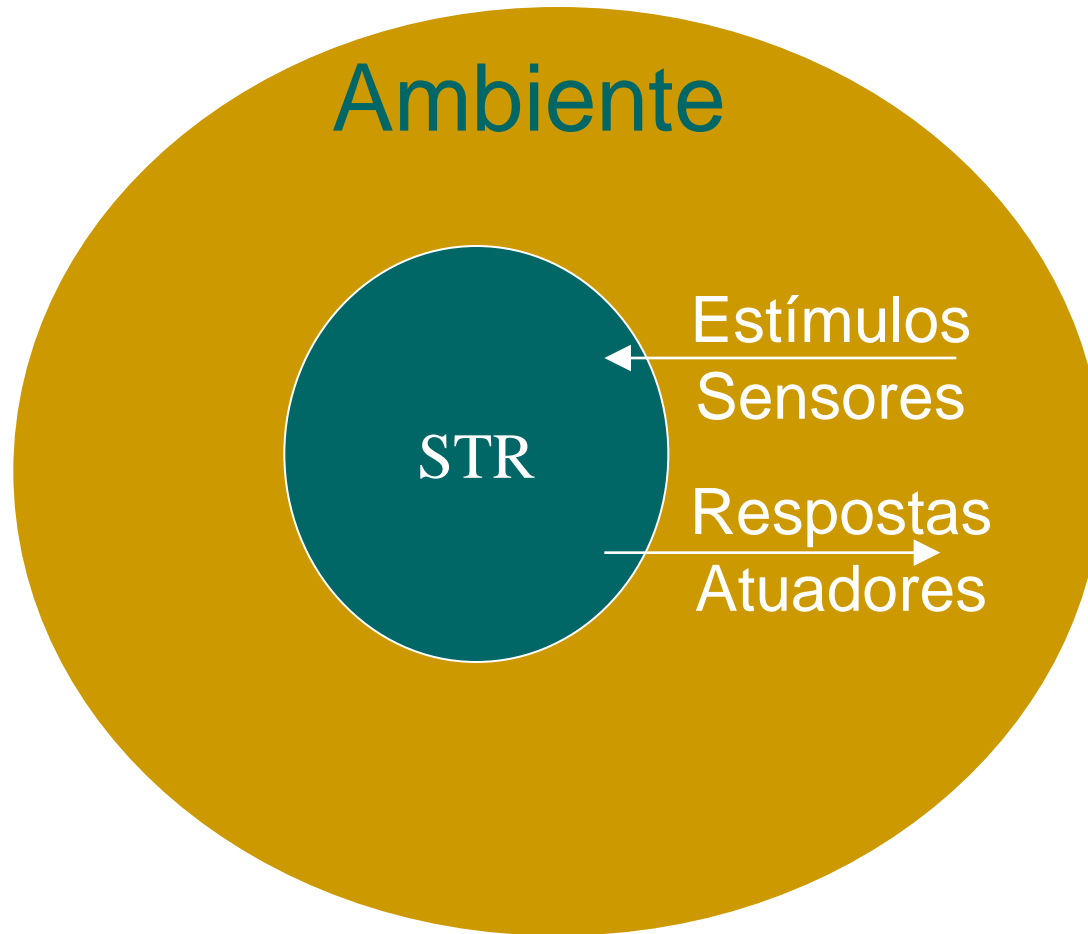 Ambiente
Estímulos
Sensores
STR
Respostas
Atuadores